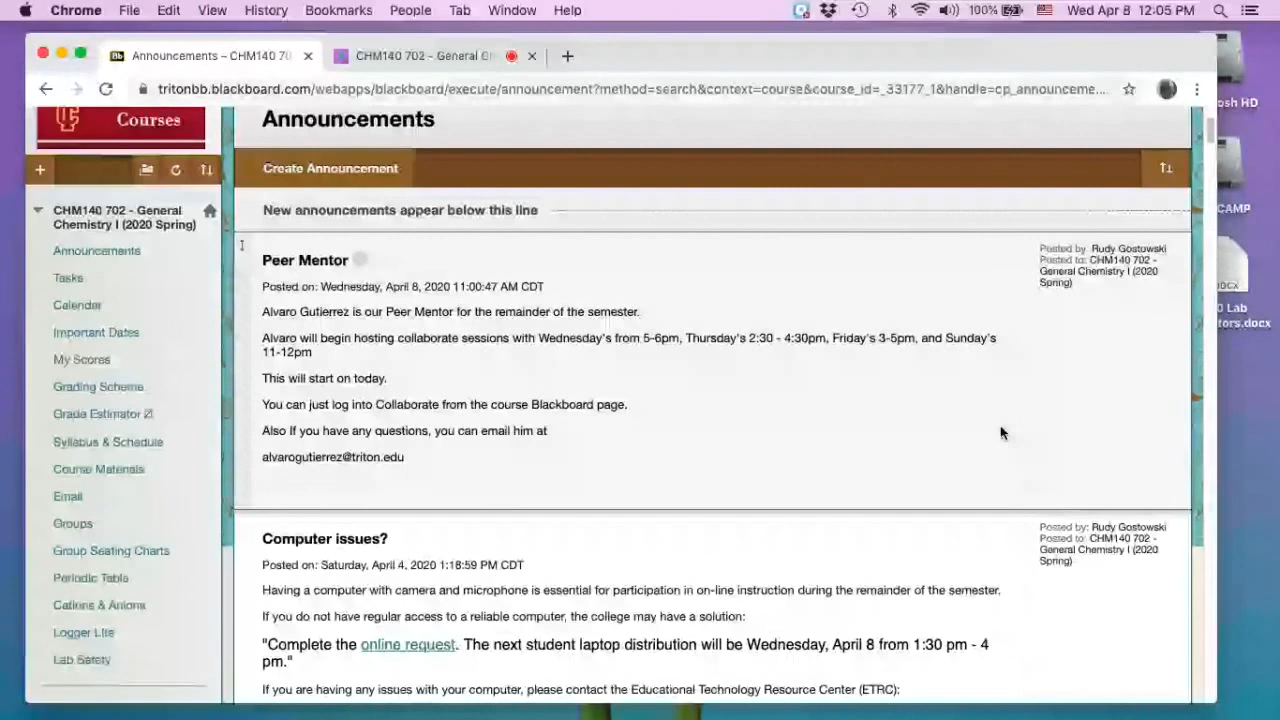 Chrome File Edit View History Bookmarks People Tab Window Help 100% Wed Apr 8 12:05 PM
Bb Announcements – CHM140 70 CHM140 702 - General
tritonbb.blackboard.com/webapps/blackboard/execute/announcement?method=search&context=course&course_id=_33177_1&handle=cp_announceme...
Courses
Announcements
Create Announcement
New announcements appear below this line
CHM140 702 - General
Chemistry I (2020 Spring)
Announcements
Tasks
Calendar
Important Dates
My Scores
Grading Scheme
Grade Estimator
Syllabus & Schedule
Course Materials
Email
Groups
Group Seating Charts
Periodic Table
Cations & Anions
Logger Lite
Lab Safety
Peer Mentor
Posted on: Wednesday, April 8, 2020 11:00:47 AM CDT
Alvaro Gutierrez is our Peer Mentor for the remainder of the semester.
Alvaro will begin hosting collaborate sessions with Wednesday's from 5-6pm, Thursday's 2:30 - 4:30pm, Friday's 3-5pm, and Sunday's
11-12pm
This will start on today.
You can just log into Collaborate from the course Blackboard page.
Also If you have any questions, you can email him at
alvarogutierrez@triton.edu
Posted by: Rudy Gostowski
Posted to: CHM140 702 -
General Chemistry I (2020
Spring)
Computer issues?
Posted on: Saturday, April 4, 2020 1:18:59 PM CDT
Having a computer with camera and microphone is essential for participation in on-line instruction during the remainder of the semester.
If you do not have regular access to a reliable computer, the college may have a solution:
"Complete the online request. The next student laptop distribution will be Wednesday, April 8 from 1:30 pm - 4
pm."
If you are having any issues with your computer, please contact the Educational Technology Resource Center (ETRC):
Posted by: Rudy Gostowski
Posted to: CHM140 702 -
General Chemistry I (2020
Spring)
osh HD
CAMP
OCX
0 Lab
tors.docx